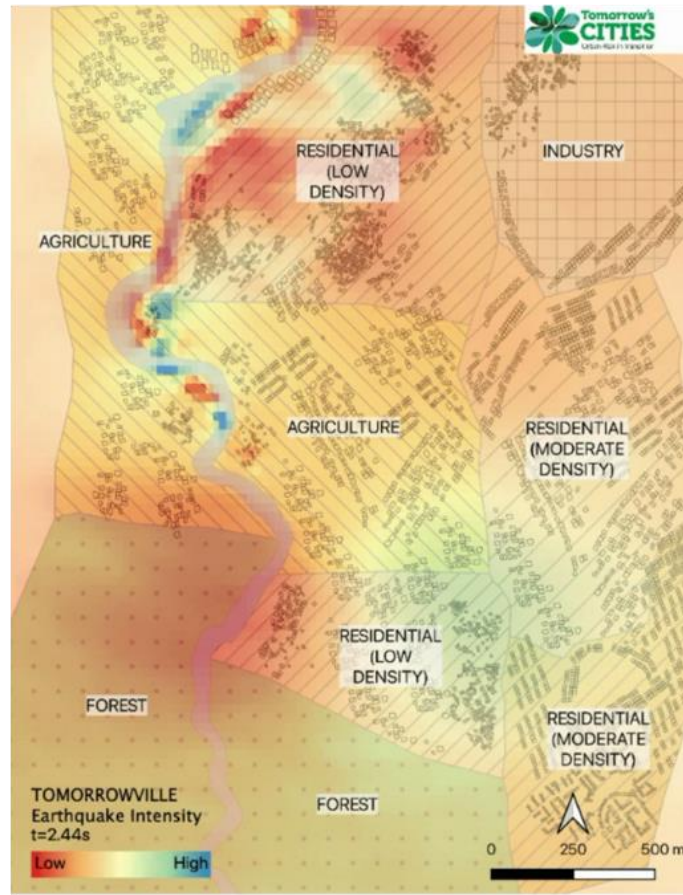 Tomorrow's
CITIES
RESIDENTIAL
(LOW
DENSITY)
INDUSTRY
AGRICULTURE
AGRICULTURE
RESIDENTIAL
(MODERATE
DENSITY)
RESIDENTIAL
(LOW
DENSITY)
FOREST
RESIDENTIAL
(MODERATE
DENSITY)
FOREST
TOMORROWVILLE
Earthquake Intensity
t=2.44s
Low High
0 250 500 m